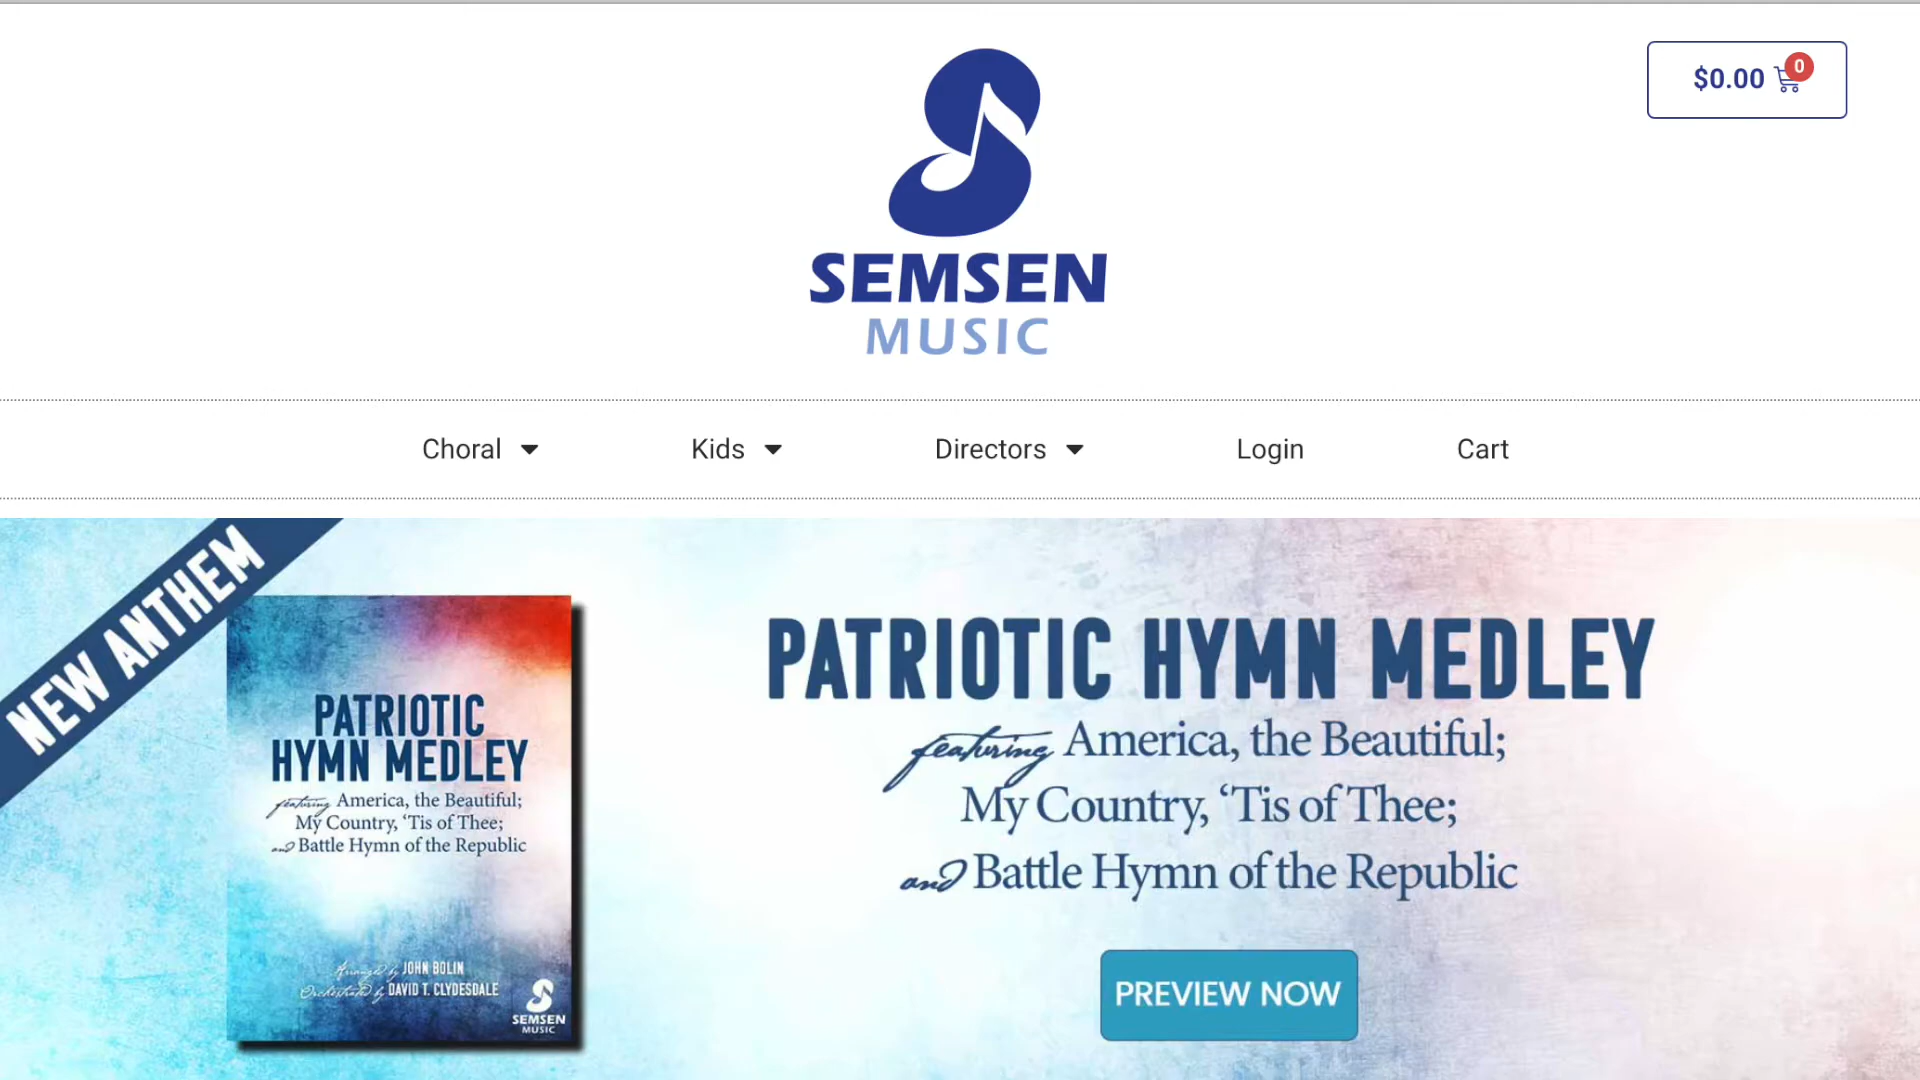 $0.00 0
SEMSEN
MUSIC
Choral
Kids
Directors
Login
Cart
NEW ANTHEM
PATRIOTIC
HYMN MEDLEY
featuring America, the Beautiful;
My Country, ‘Tis of Thee;
and Battle Hymn of the Republic
Arranged by JOHN BOLIN
Orchestrated by DAVID T. CLYDESDALE
SEMSEN
MUSIC
PATRIOTIC HYMN MEDLEY
featuring America, the Beautiful;
My Country, ‘Tis of Thee;
and Battle Hymn of the Republic
PREVIEW NOW